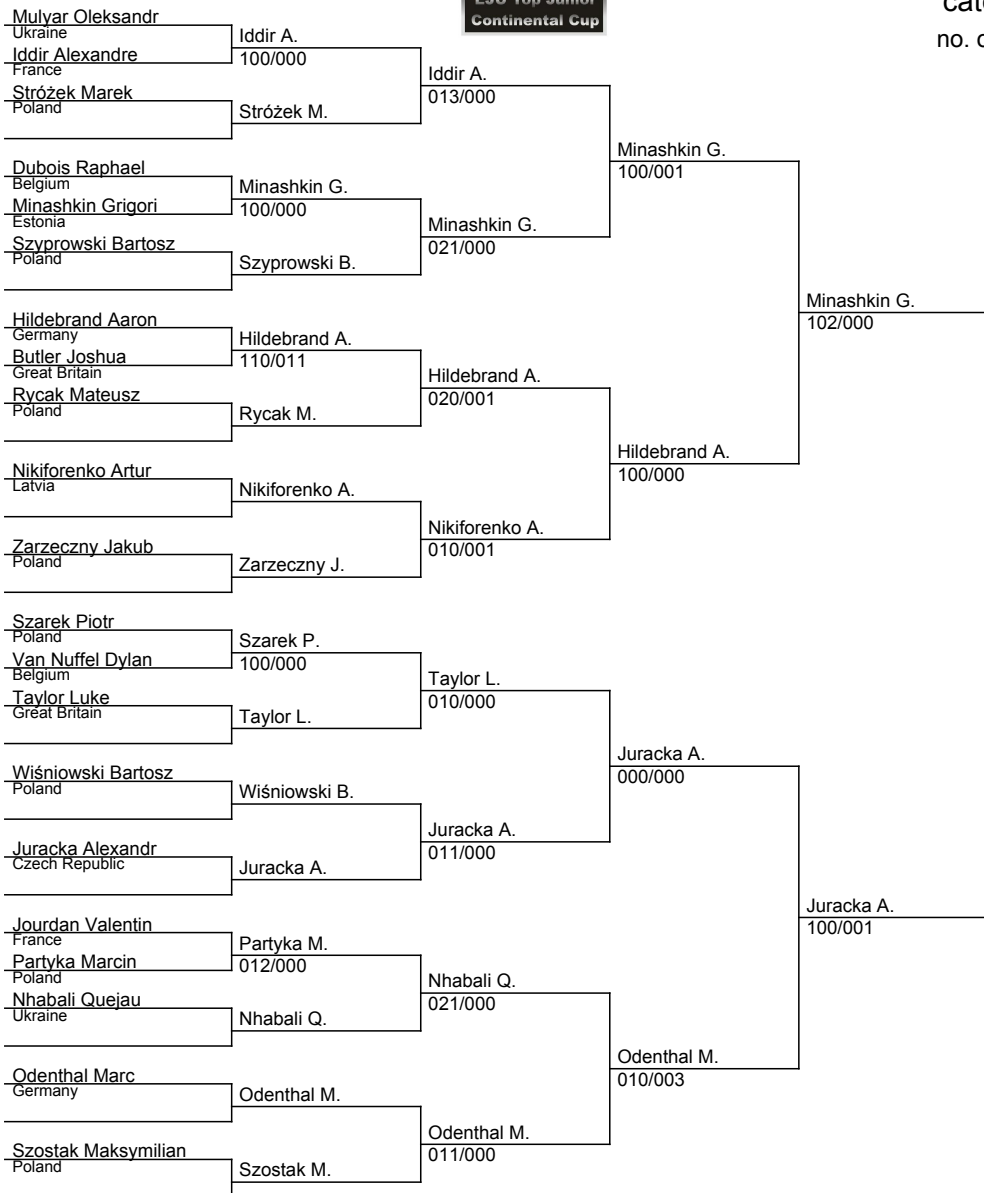 Continental Cup
Mulyar Oleksandr
Ukraine
Iddir Alexandre
France
Stróżek Marek
Poland
Dubois Raphael
Belgium
Minashkin Grigori
Estonia
Szyprowski Bartosz
Poland
Hildebrand Aaron
Germany
Butler Joshua
Great Britain
Rycak Mateusz
Poland
Nikiforenko Artur
Latvia
Zarzeczny Jakub
Poland
Szarek Piotr
Poland
Van Nuffel Dylan
Belgium
Taylor Luke
Great Britain
Wiśniowski Bartosz
Poland
Juracka Alexandr
Czech Republic
Jourdan Valentin
France
Partyka Marcin
Poland
Nhabali Quejau
Ukraine
Odenthal Marc
Germany
Szostak Maksymilian
Poland
Iddir A.
100/000
Stróżek M.
Minashkin G.
100/000
Szyprowski B.
Hildebrand A.
110/011
Rycak M.
Nikiforenko A.
Zarzeczny J.
Szarek P.
100/000
Taylor L.
Wiśniowski B.
Juracka A.
Partyka M.
012/000
Nhabali Q.
Odenthal M.
Szostak M.
Iddir A.
013/000
Minashkin G.
021/000
Hildebrand A.
020/001
Nikiforenko A.
010/001
Taylor L.
010/000
Juracka A.
011/000
Nhabali Q.
021/000
Odenthal M.
011/000
Minashkin G.
100/001
Hildebrand A.
100/000
Juracka A.
000/000
Odenthal M.
010/003
Minashkin G.
102/000
Juracka A.
100/001
no.